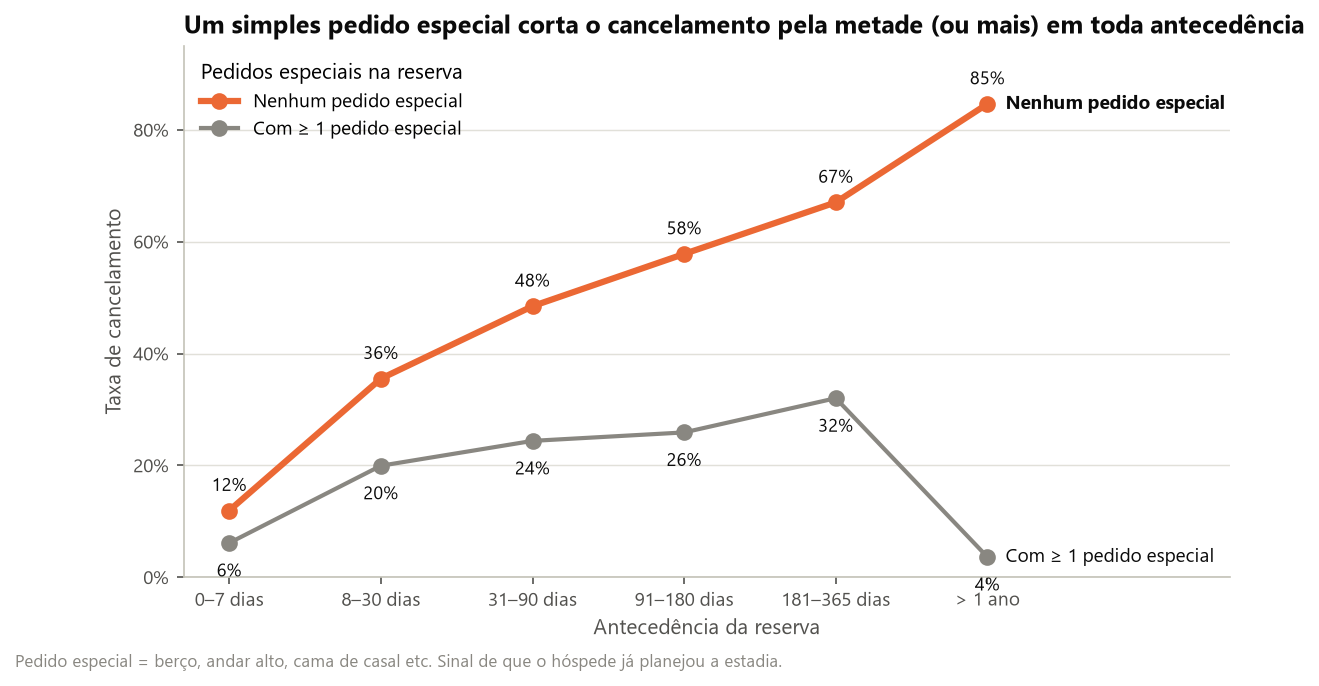 Um simples pedido especial corta o cancelamento pela metade (ou mais) em toda antecedência
Pedidos especiais na reserva
Nenhum pedido especial
Com ≥ 1 pedido especial
85%
Nenhum pedido especial
80%
67%
58%
60%
48%
36%
40%
32%
26%
24%
20%
20%
12%
6%
Com ≥ 1 pedido especial
4%
0%
0–7 dias
8–30 dias
31–90 dias
91–180 dias
181–365 dias
> 1 ano
Taxa de cancelamento
Antecedência da reserva
Pedido especial = berço, andar alto, cama de casal etc. Sinal de que o hóspede já planejou a estadia.